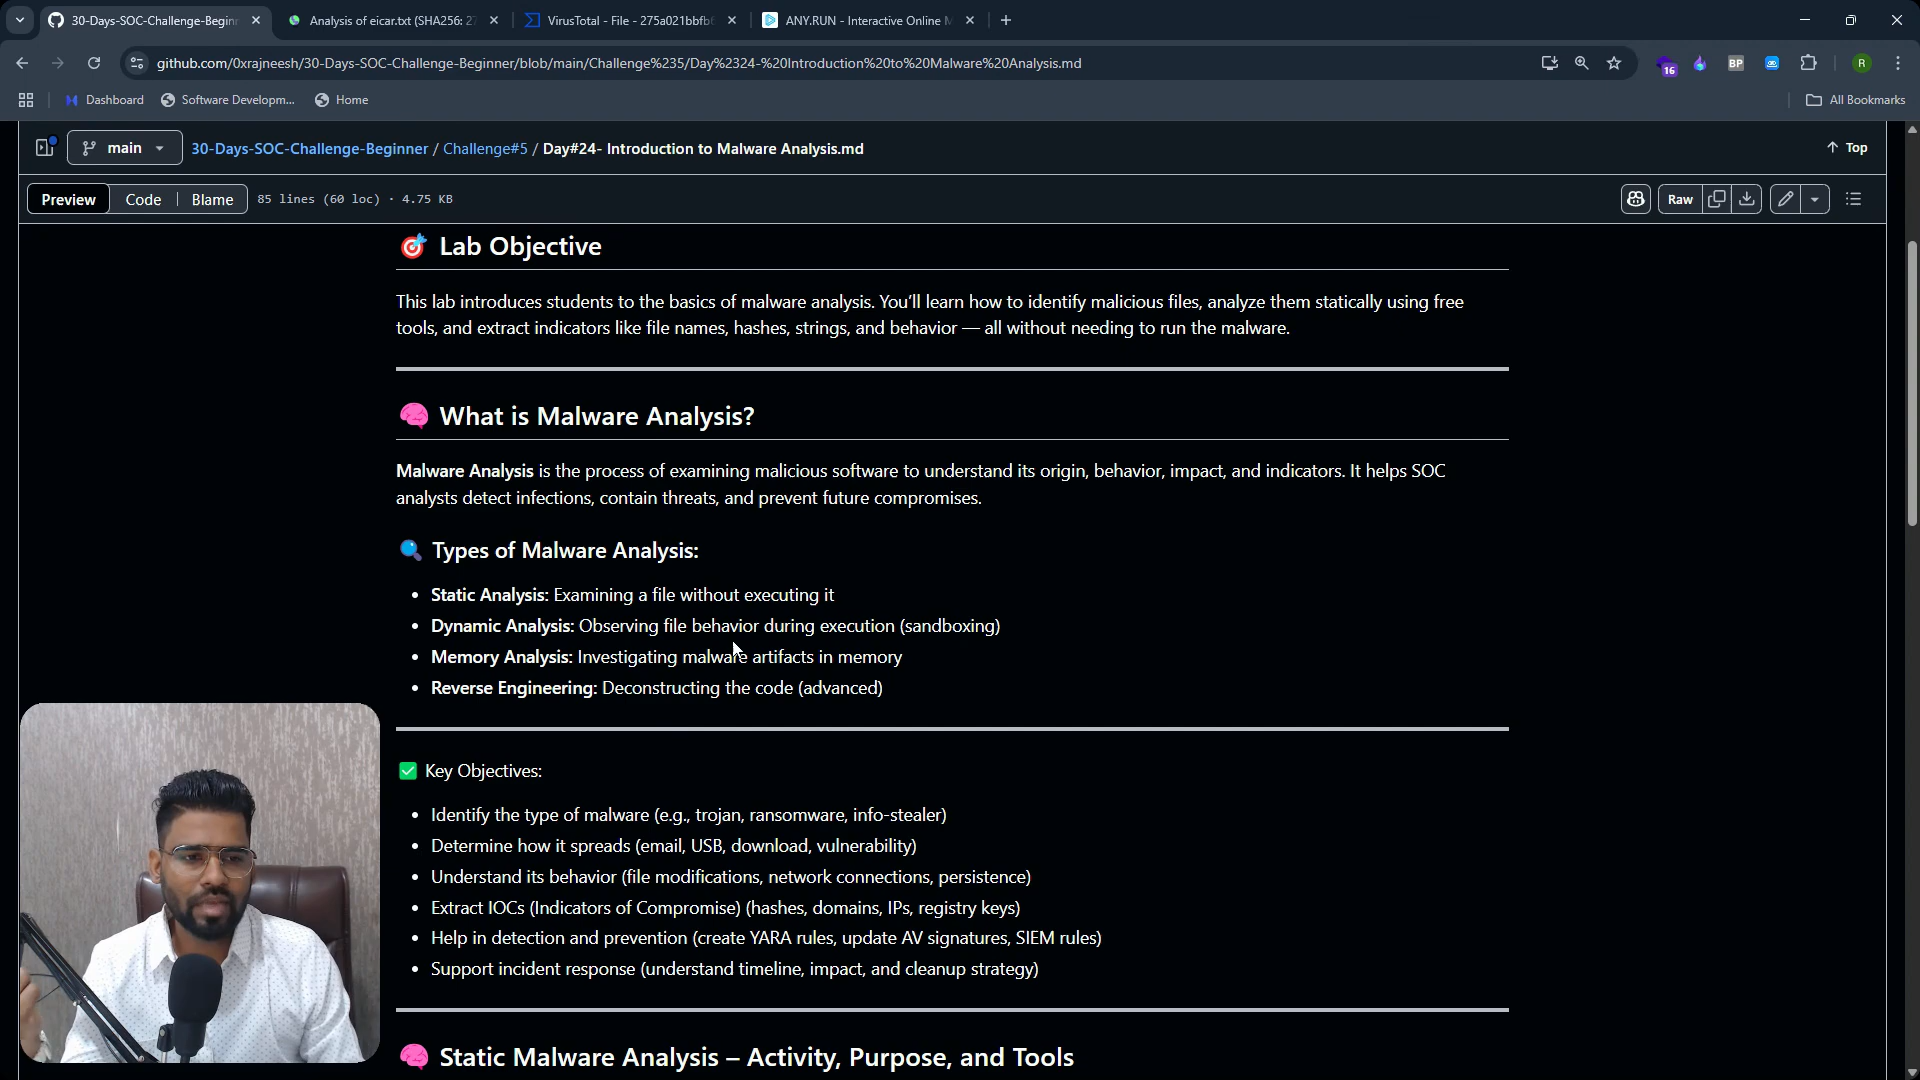 30-Days-SOC-Challenge-Beginn
Analysis of eicar.txt (SHA256: 27
VirusTotal - File - 275a021bbfb6
ANY.RUN - Interactive Online M
github.com/0xrajneesh/30-Days-SOC-Challenge-Beginner/blob/main/Challenge%235/Day%2324-%20Introduction%20to%20Malware%20Analysis.md
16
BP
R
Dashboard
Software Developm...
Home
All Bookmarks
main
30-Days-SOC-Challenge-Beginner / Challenge#5 / Day#24- Introduction to Malware Analysis.md
Top
Preview
Code
Blame
85 lines (60 loc) · 4.75 KB
Raw
Lab Objective
This lab introduces students to the basics of malware analysis. You'll learn how to identify malicious files, analyze them statically using free
tools, and extract indicators like file names, hashes, strings, and behavior — all without needing to run the malware.
What is Malware Analysis?
Malware Analysis is the process of examining malicious software to understand its origin, behavior, impact, and indicators. It helps SOC
analysts detect infections, contain threats, and prevent future compromises.
Types of Malware Analysis:
• Static Analysis: Examining a file without executing it
• Dynamic Analysis: Observing file behavior during execution (sandboxing)
• Memory Analysis: Investigating malware artifacts in memory
• Reverse Engineering: Deconstructing the code (advanced)
Key Objectives:
• Identify the type of malware (e.g., trojan, ransomware, info-stealer)
• Determine how it spreads (email, USB, download, vulnerability)
• Understand its behavior (file modifications, network connections, persistence)
• Extract IOCs (Indicators of Compromise) (hashes, domains, IPs, registry keys)
• Help in detection and prevention (create YARA rules, update AV signatures, SIEM rules)
• Support incident response (understand timeline, impact, and cleanup strategy)
Static Malware Analysis – Activity, Purpose, and Tools